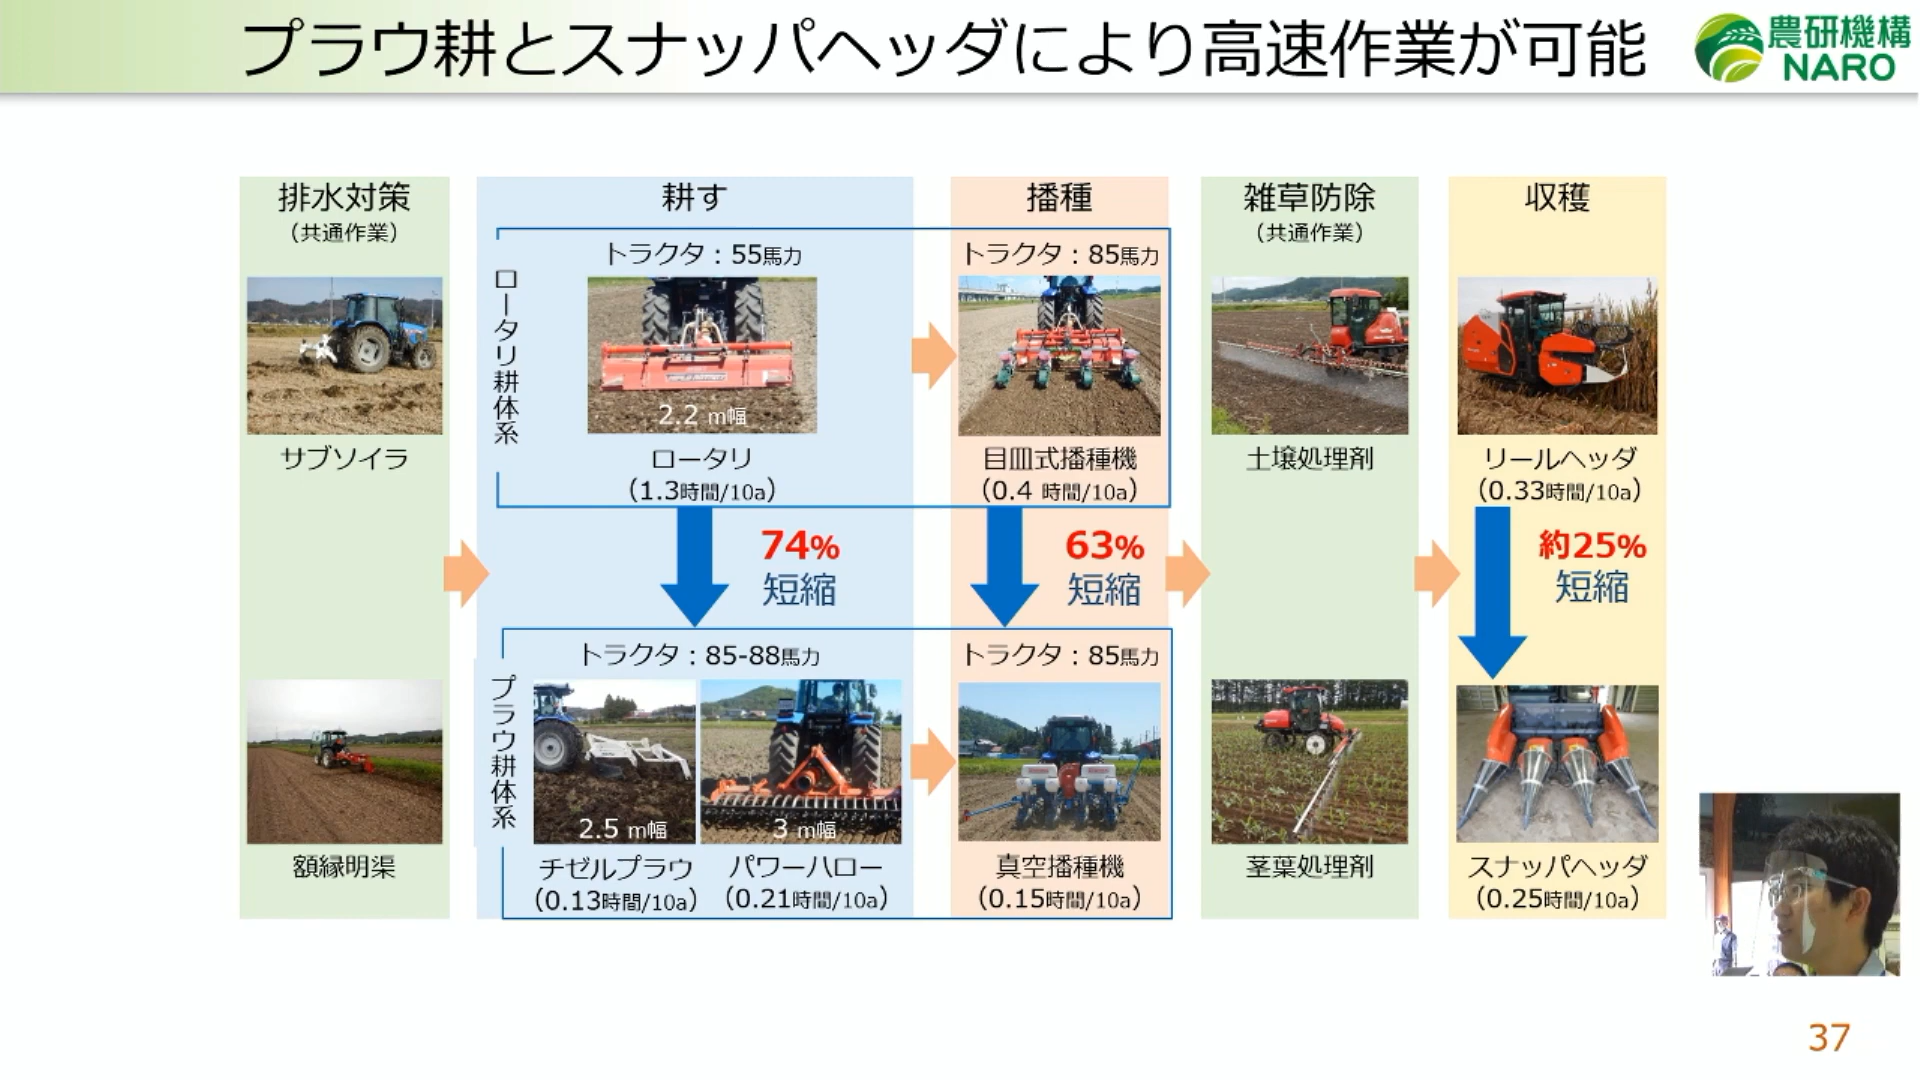 プラウ耕とスナッパヘッダにより高速作業が可能
農研機構
NARO
排水対策
（共通作業）
サブソイラ
額縁明渠
耕す
播種
ロータリ耕体系
トラクタ：55馬力
2.2 m幅
ロータリ
（1.3時間/10a）
トラクタ：85馬力
目皿式播種機
（0.4 時間/10a）
74%
短縮
63%
短縮
プラウ耕体系
トラクタ：85-88馬力
2.5 m幅
チゼルプラウ
（0.13時間/10a）
3 m幅
パワーハロー
（0.21時間/10a）
トラクタ：85馬力
真空播種機
（0.15時間/10a）
雑草防除
（共通作業）
土壌処理剤
茎葉処理剤
収穫
リールヘッダ
（0.33時間/10a）
約25%
短縮
スナッパヘッダ
（0.25時間/10a）
37